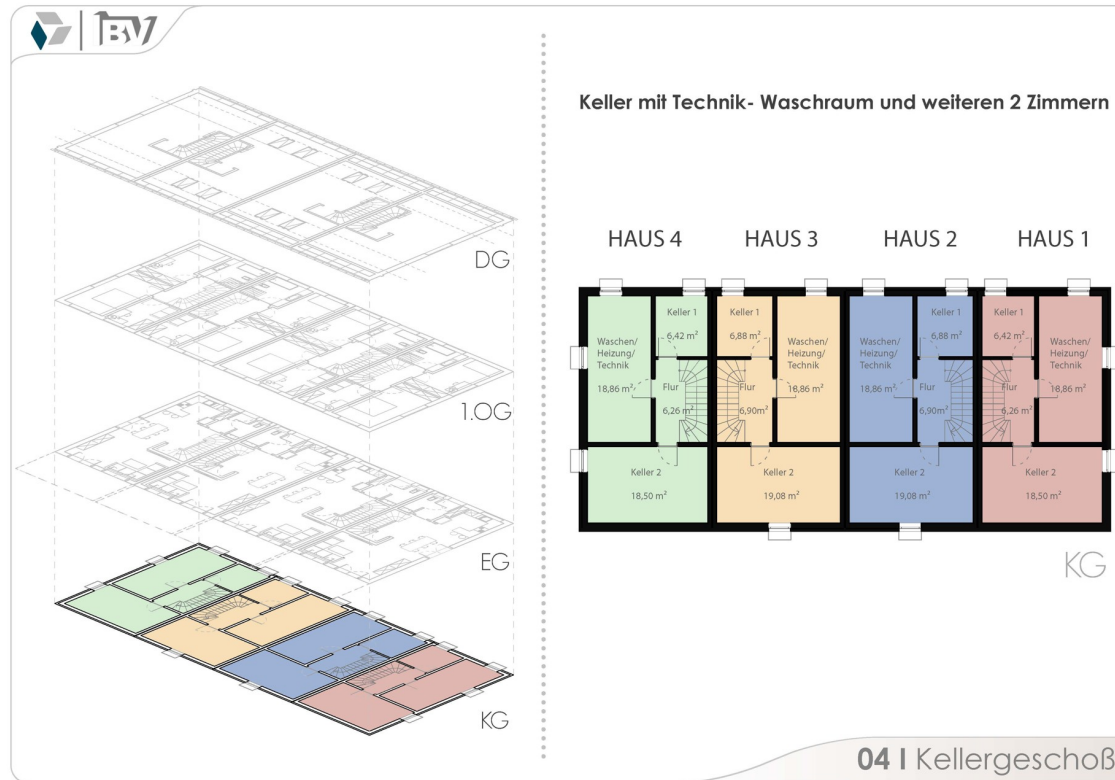 IBV
DG
1.OG
EG
KG
Keller mit Technik- Waschraum und weiteren 2 Zimmern
HAUS 4
HAUS 3
HAUS 2
HAUS 1
Waschen/
Heizung/
Technik
18,86 m²
Keller 1
6,42 m²
Flur
6,26 m²
Keller 2
18,50 m²
Keller 1
6,88 m²
Waschen/
Heizung/
Technik
18,86 m²
Flur
6,90m²
Keller 2
19,08 m²
Waschen/
Heizung/
Technik
18,86 m²
Keller 1
6,88 m²
Flur
6,90m²
Keller 2
19,08 m²
Keller 1
6,42 m²
Waschen/
Heizung/
Technik
18,86 m²
Flur
6,26 m²
Keller 2
18,50 m²
KG
04 I Kellergeschoß